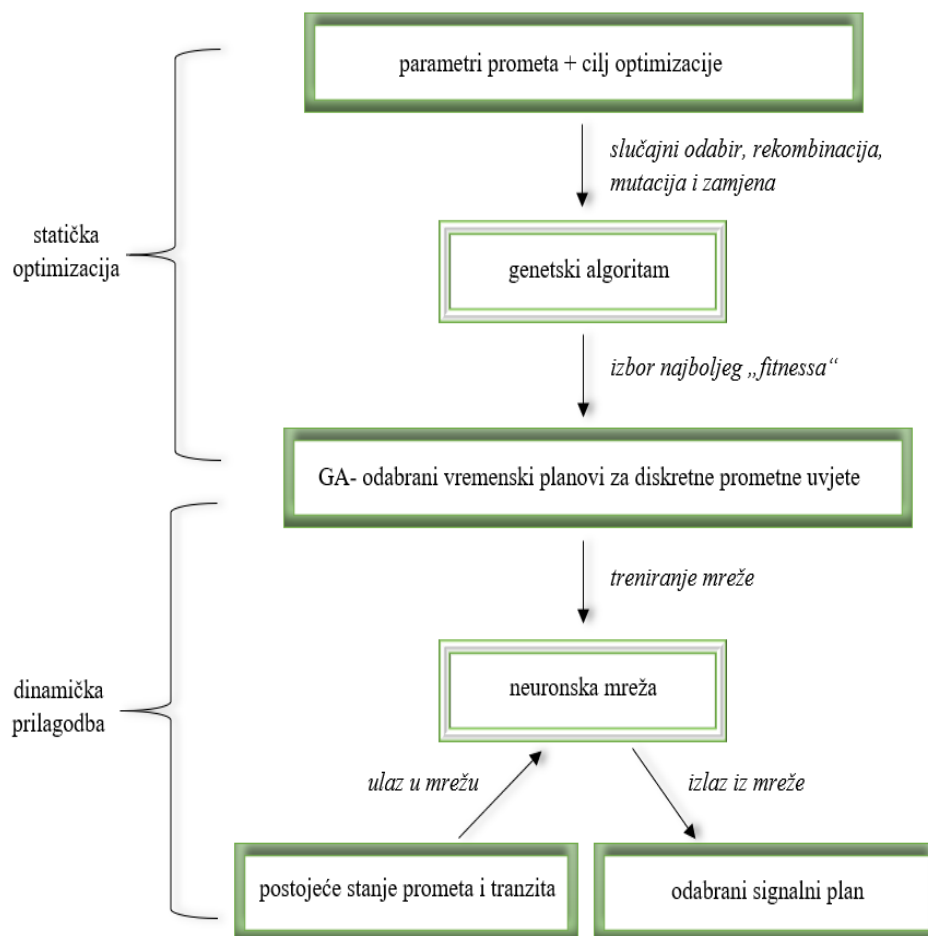 parametri prometa + cilj optimizacije
slučajni odabir, rekombinacija,
mutacija i zamjena
statička
optimizacija
genetski algoritam
izbor najboljeg „fitnessa“
GA- odabrani vremenski planovi za diskretne prometne uvjete
treniranje mreže
dinamička
prilagodba
neuronska mreža
ulaz u mrežu
izlaz iz mreže
postojeće stanje prometa i tranzita
odabrani signalni plan